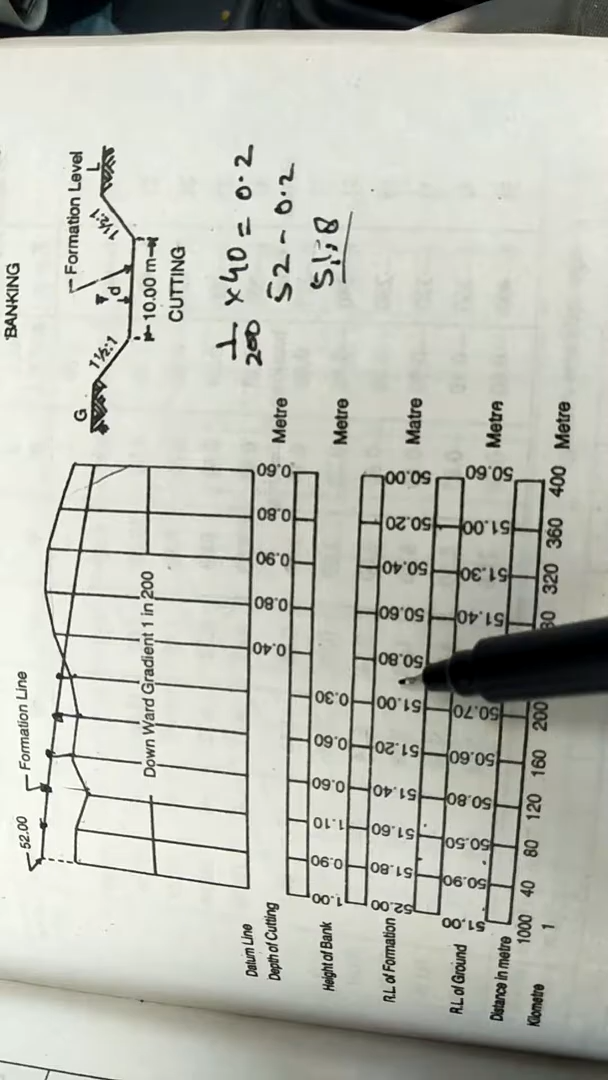 BANKING
Formation Level
G
1½:1
d
1½:1
L
10.00 m
CUTTING
1/200 × 40 = 0.2
52 - 0.2
51.8
52.00
Formation Line
Down Ward Gradient 1 in 200
Datum Line
Depth of Cutting 0.40 0.80 0.90 0.80 0.60 Metre
Height of Bank 1.00 0.90 1.10 0.60 0.60 0.30 Metre
R.L. of Formation 52.00 51.80 51.60 51.40 51.20 51.00 50.80 50.60 50.40 50.20 50.00 Matre
R.L. of Ground 51.00 50.90 50.50 50.80 50.60 50.70 51.40 51.30 51.00 50.60 Metre
Distance in metre 1000 40 80 120 160 200 80 320 360 400 Metre
Kilometre 1